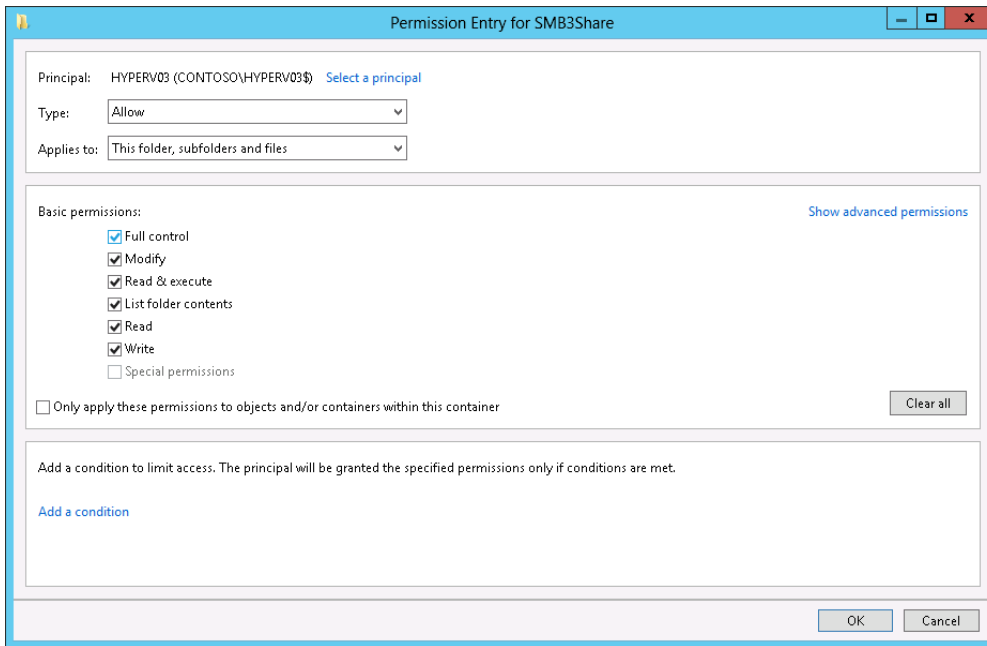 Permission Entry for SMB3Share
Principal: HYPERV03 (CONTOSO\HYPERV03$) Select a principal
Type: Allow
Applies to: This folder, subfolders and files
Basic permissions: Show advanced permissions
Full control
Modify
Read & execute
List folder contents
Read
Write
Special permissions
Only apply these permissions to objects and/or containers within this container Clear all
Add a condition to limit access. The principal will be granted the specified permissions only if conditions are met.
Add a condition
OK Cancel